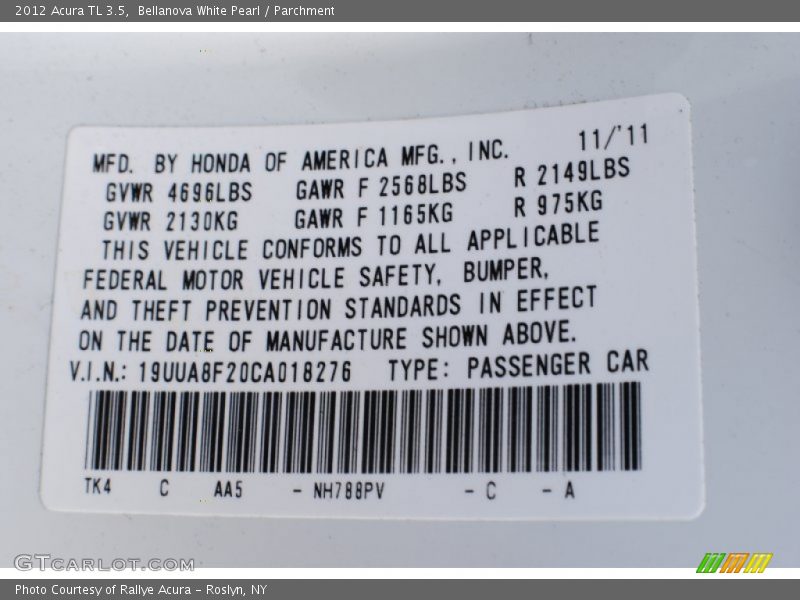 2012 Acura TL 3.5, Bellanova White Pearl / Parchment
MFD. BY HONDA OF AMERICA MFG., INC. 11/'11
GVWR 4696LBS GAWR F 2568LBS R 2149LBS
GVWR 2130KG GAWR F 1165KG R 975KG
THIS VEHICLE CONFORMS TO ALL APPLICABLE
FEDERAL MOTOR VEHICLE SAFETY, BUMPER,
AND THEFT PREVENTION STANDARDS IN EFFECT
ON THE DATE OF MANUFACTURE SHOWN ABOVE.
V.I.N.: 19UUA8F20CA018276 TYPE: PASSENGER CAR
TK4 C AA5 - NH788PV - C - A
GTcarlot.com
Photo Courtesy of Rallye Acura - Roslyn, NY